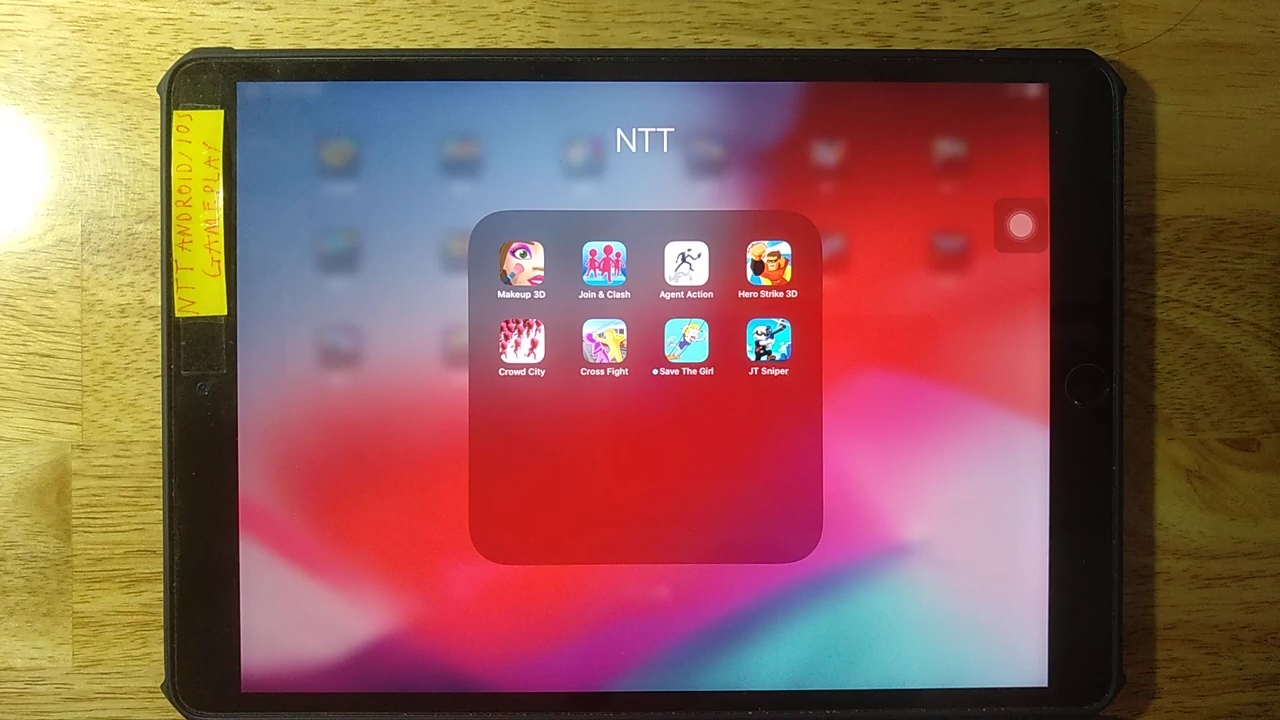 NTT ANDROID/IOS
GAMEPLAY
NTT
Makeup 3D
Join & Clash
Agent Action
Hero Strike 3D
Crowd City
Cross Fight
Save The Girl
JT Sniper